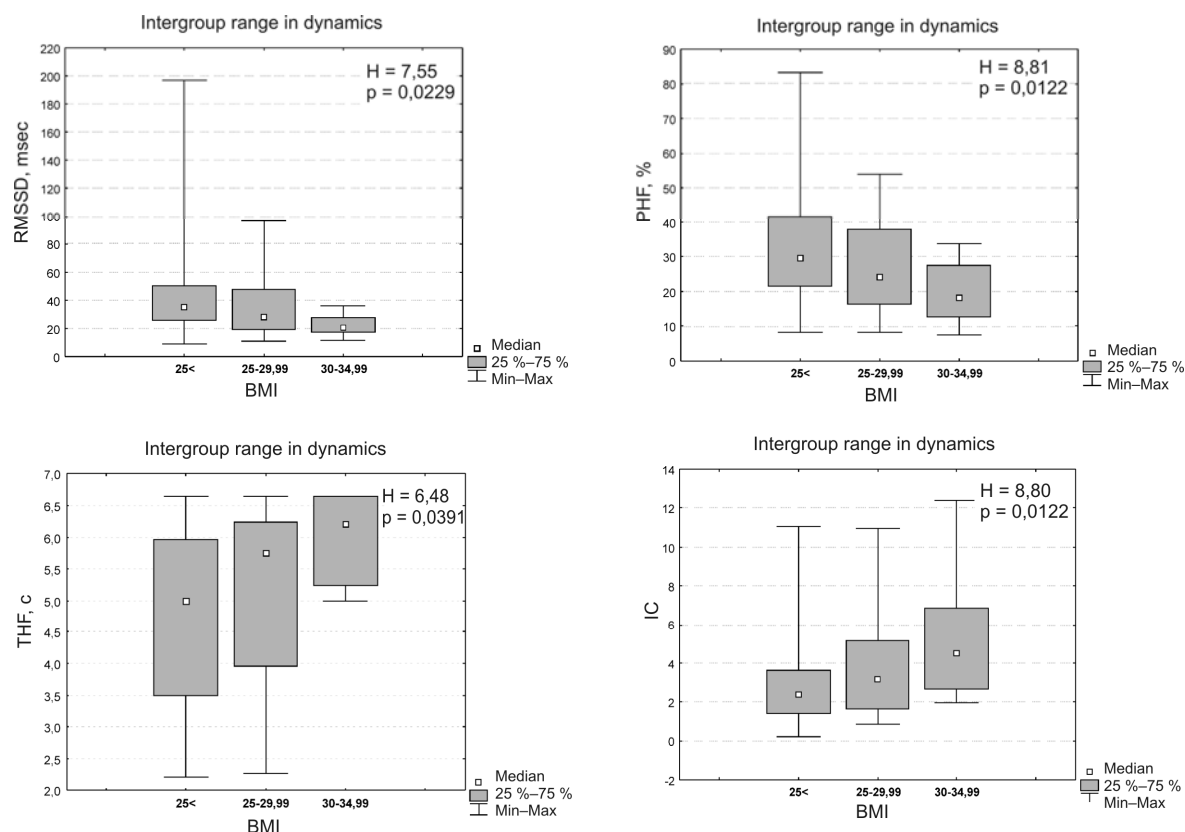 Intergroup range in dynamics
220
200
180
160
140
120
100
80
60
40
20
0
RMSSD, msec
H = 7,55
p = 0,0229
25<
25-29,99
30-34,99
BMI
Median
25 %–75 %
Min–Max
Intergroup range in dynamics
90
80
70
60
50
40
30
20
10
0
PHF, %
H = 8,81
p = 0,0122
25<
25-29,99
30-34,99
BMI
Median
25 %–75 %
Min–Max
Intergroup range in dynamics
7,0
6,5
6,0
5,5
5,0
4,5
4,0
3,5
3,0
2,5
2,0
THF, c
H = 6,48
p = 0,0391
25<
25-29,99
30-34,99
BMI
Median
25 %–75 %
Min–Max
Intergroup range in dynamics
14
12
10
8
6
4
2
0
-2
IC
H = 8,80
p = 0,0122
25<
25-29,99
30-34,99
BMI
Median
25 %–75 %
Min–Max